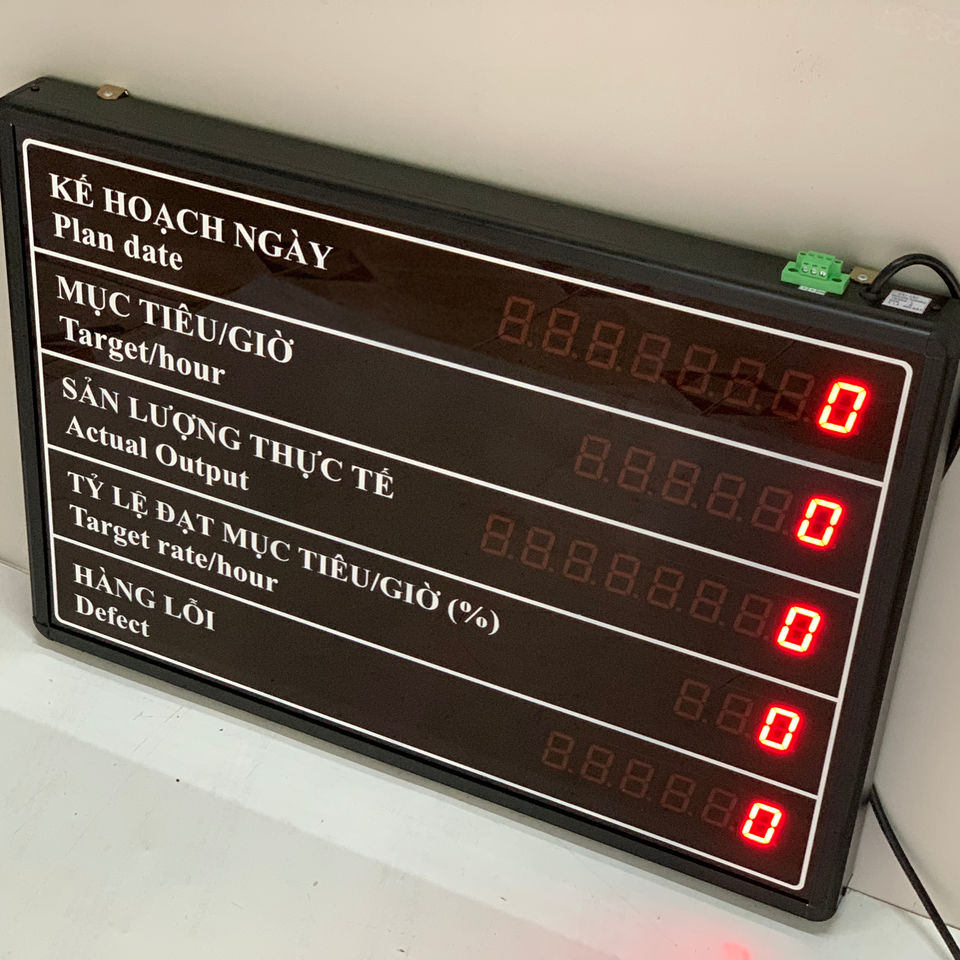 KẾ HOẠCH NGÀY
Plan date
0
MỤC TIÊU/GIỜ
Target/hour
0
SẢN LƯỢNG THỰC TẾ
Actual Output
0
TỶ LỆ ĐẠT MỤC TIÊU/GIỜ (%)
Target rate/hour
0
HÀNG LỖI
Defect
0